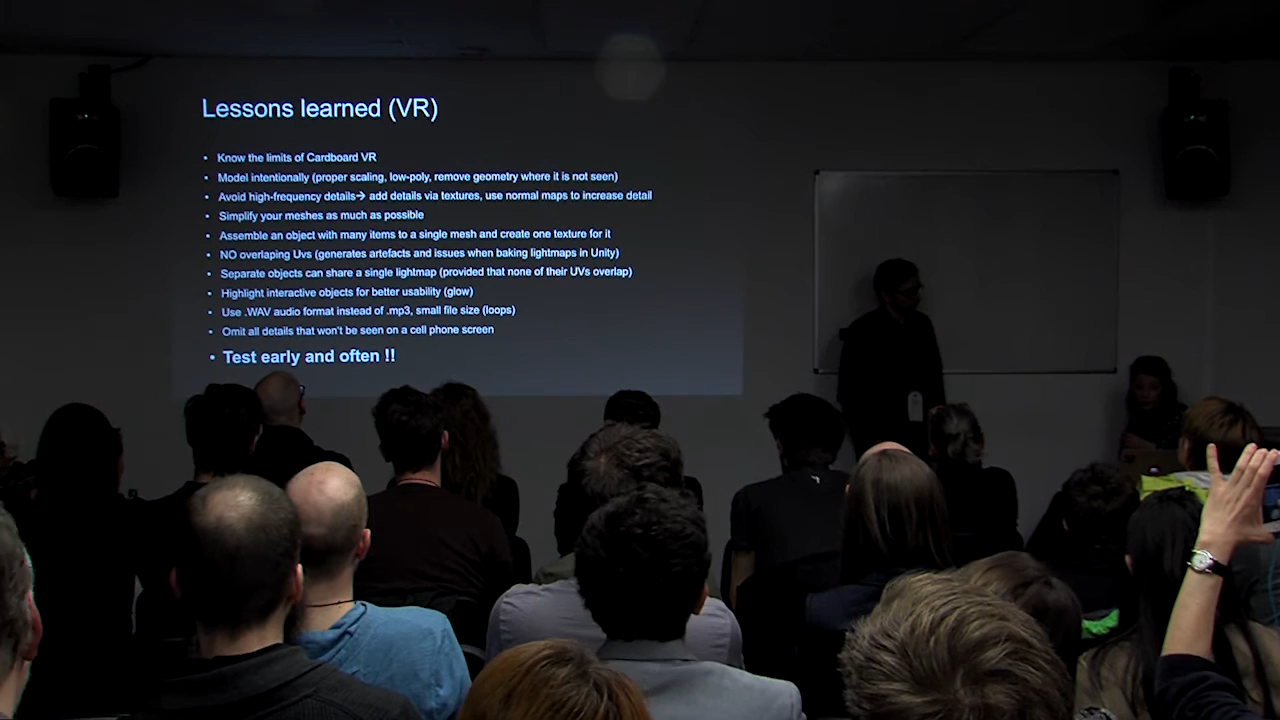 Lessons learned (VR)
• Know the limits of Cardboard VR
• Model intentionally (proper scaling, low-poly, remove geometry where it is not seen)
• Avoid high-frequency details→ add details via textures, use normal maps to increase detail
• Simplify your meshes as much as possible
• Assemble an object with many items to a single mesh and create one texture for it
• NO overlaping Uvs (generates artefacts and issues when baking lightmaps in Unity)
• Separate objects can share a single lightmap (provided that none of their UVs overlap)
• Highlight interactive objects for better usability (glow)
• Use .WAV audio format instead of .mp3, small file size (loops)
• Omit all details that won't be seen on a cell phone screen
• Test early and often !!